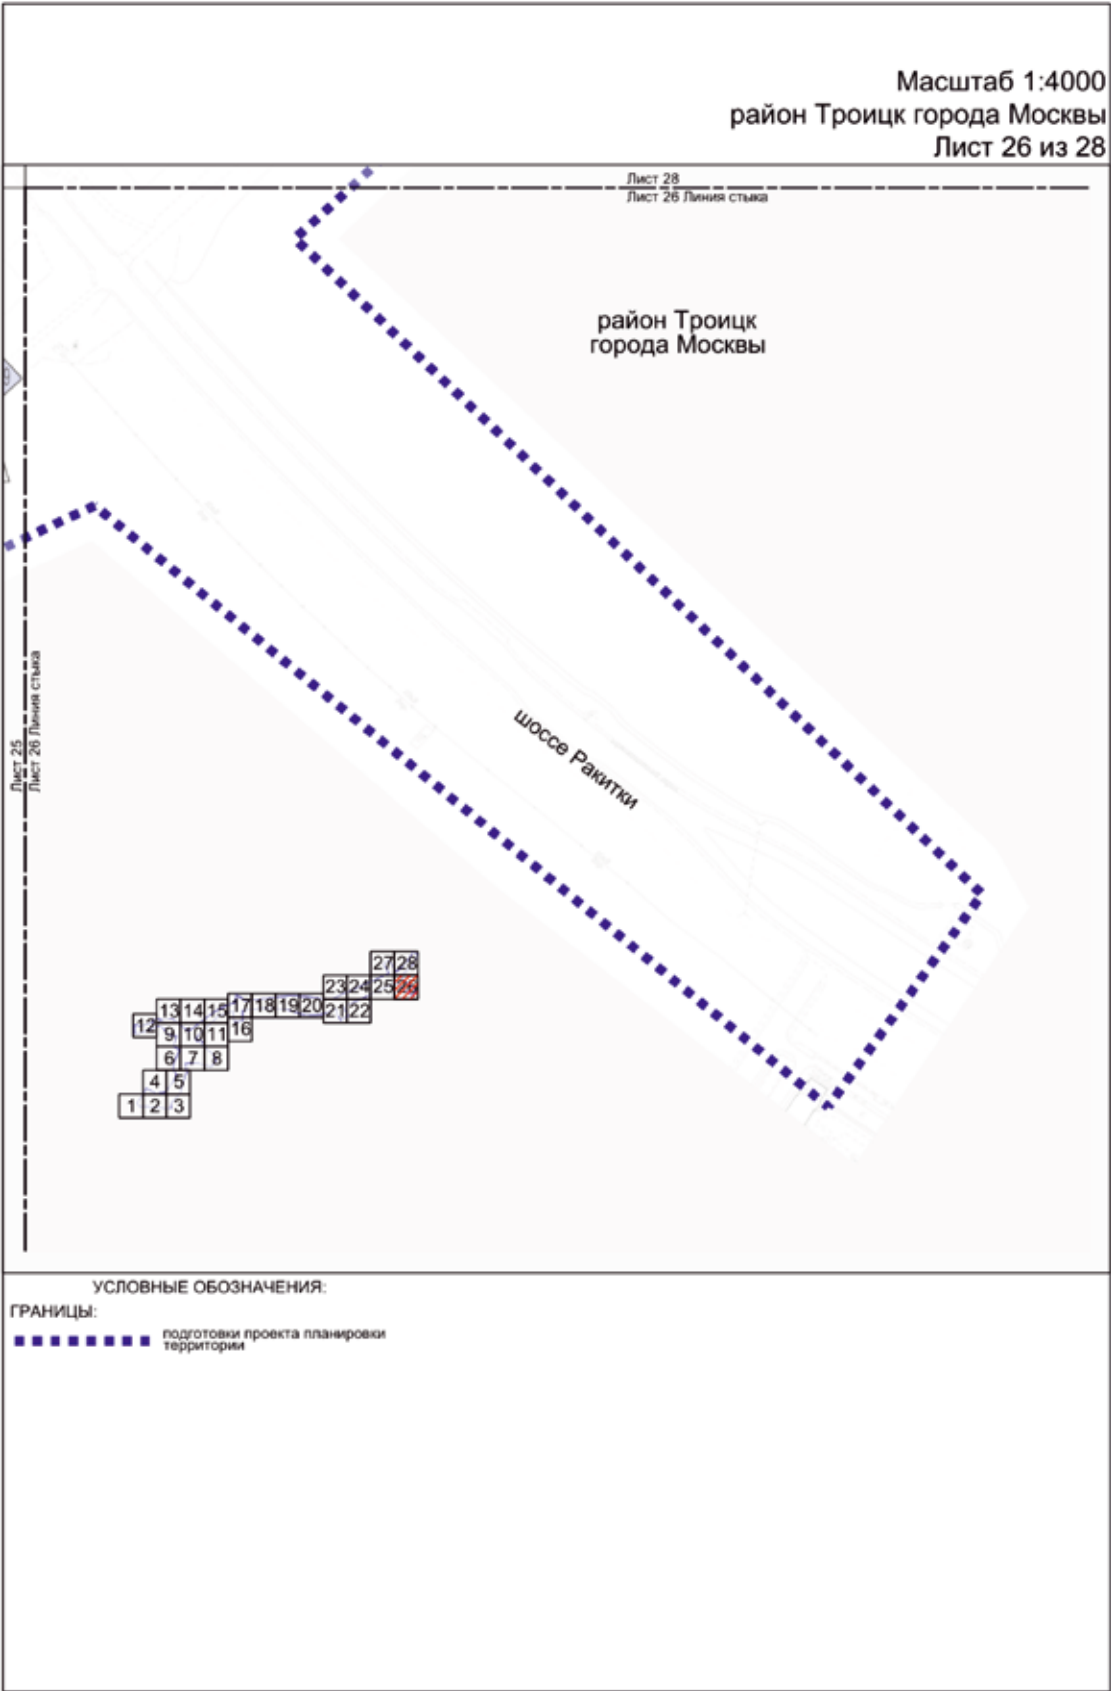 Масштаб 1:4000
район Троицк города Москвы
Лист 26 из 28
Лист 28
Лист 26 Линия стыка
район Троицк
города Москвы
Лист 25
Лист 26 Линия стыка
шоссе Ракитки
27 28
23 24 25 26
13 14 15 17 18 19 20 21 22
12 9 10 11 16
6 7 8
4 5
1 2 3
УСЛОВНЫЕ ОБОЗНАЧЕНИЯ:
ГРАНИЦЫ:
подготовки проекта планировки
территории